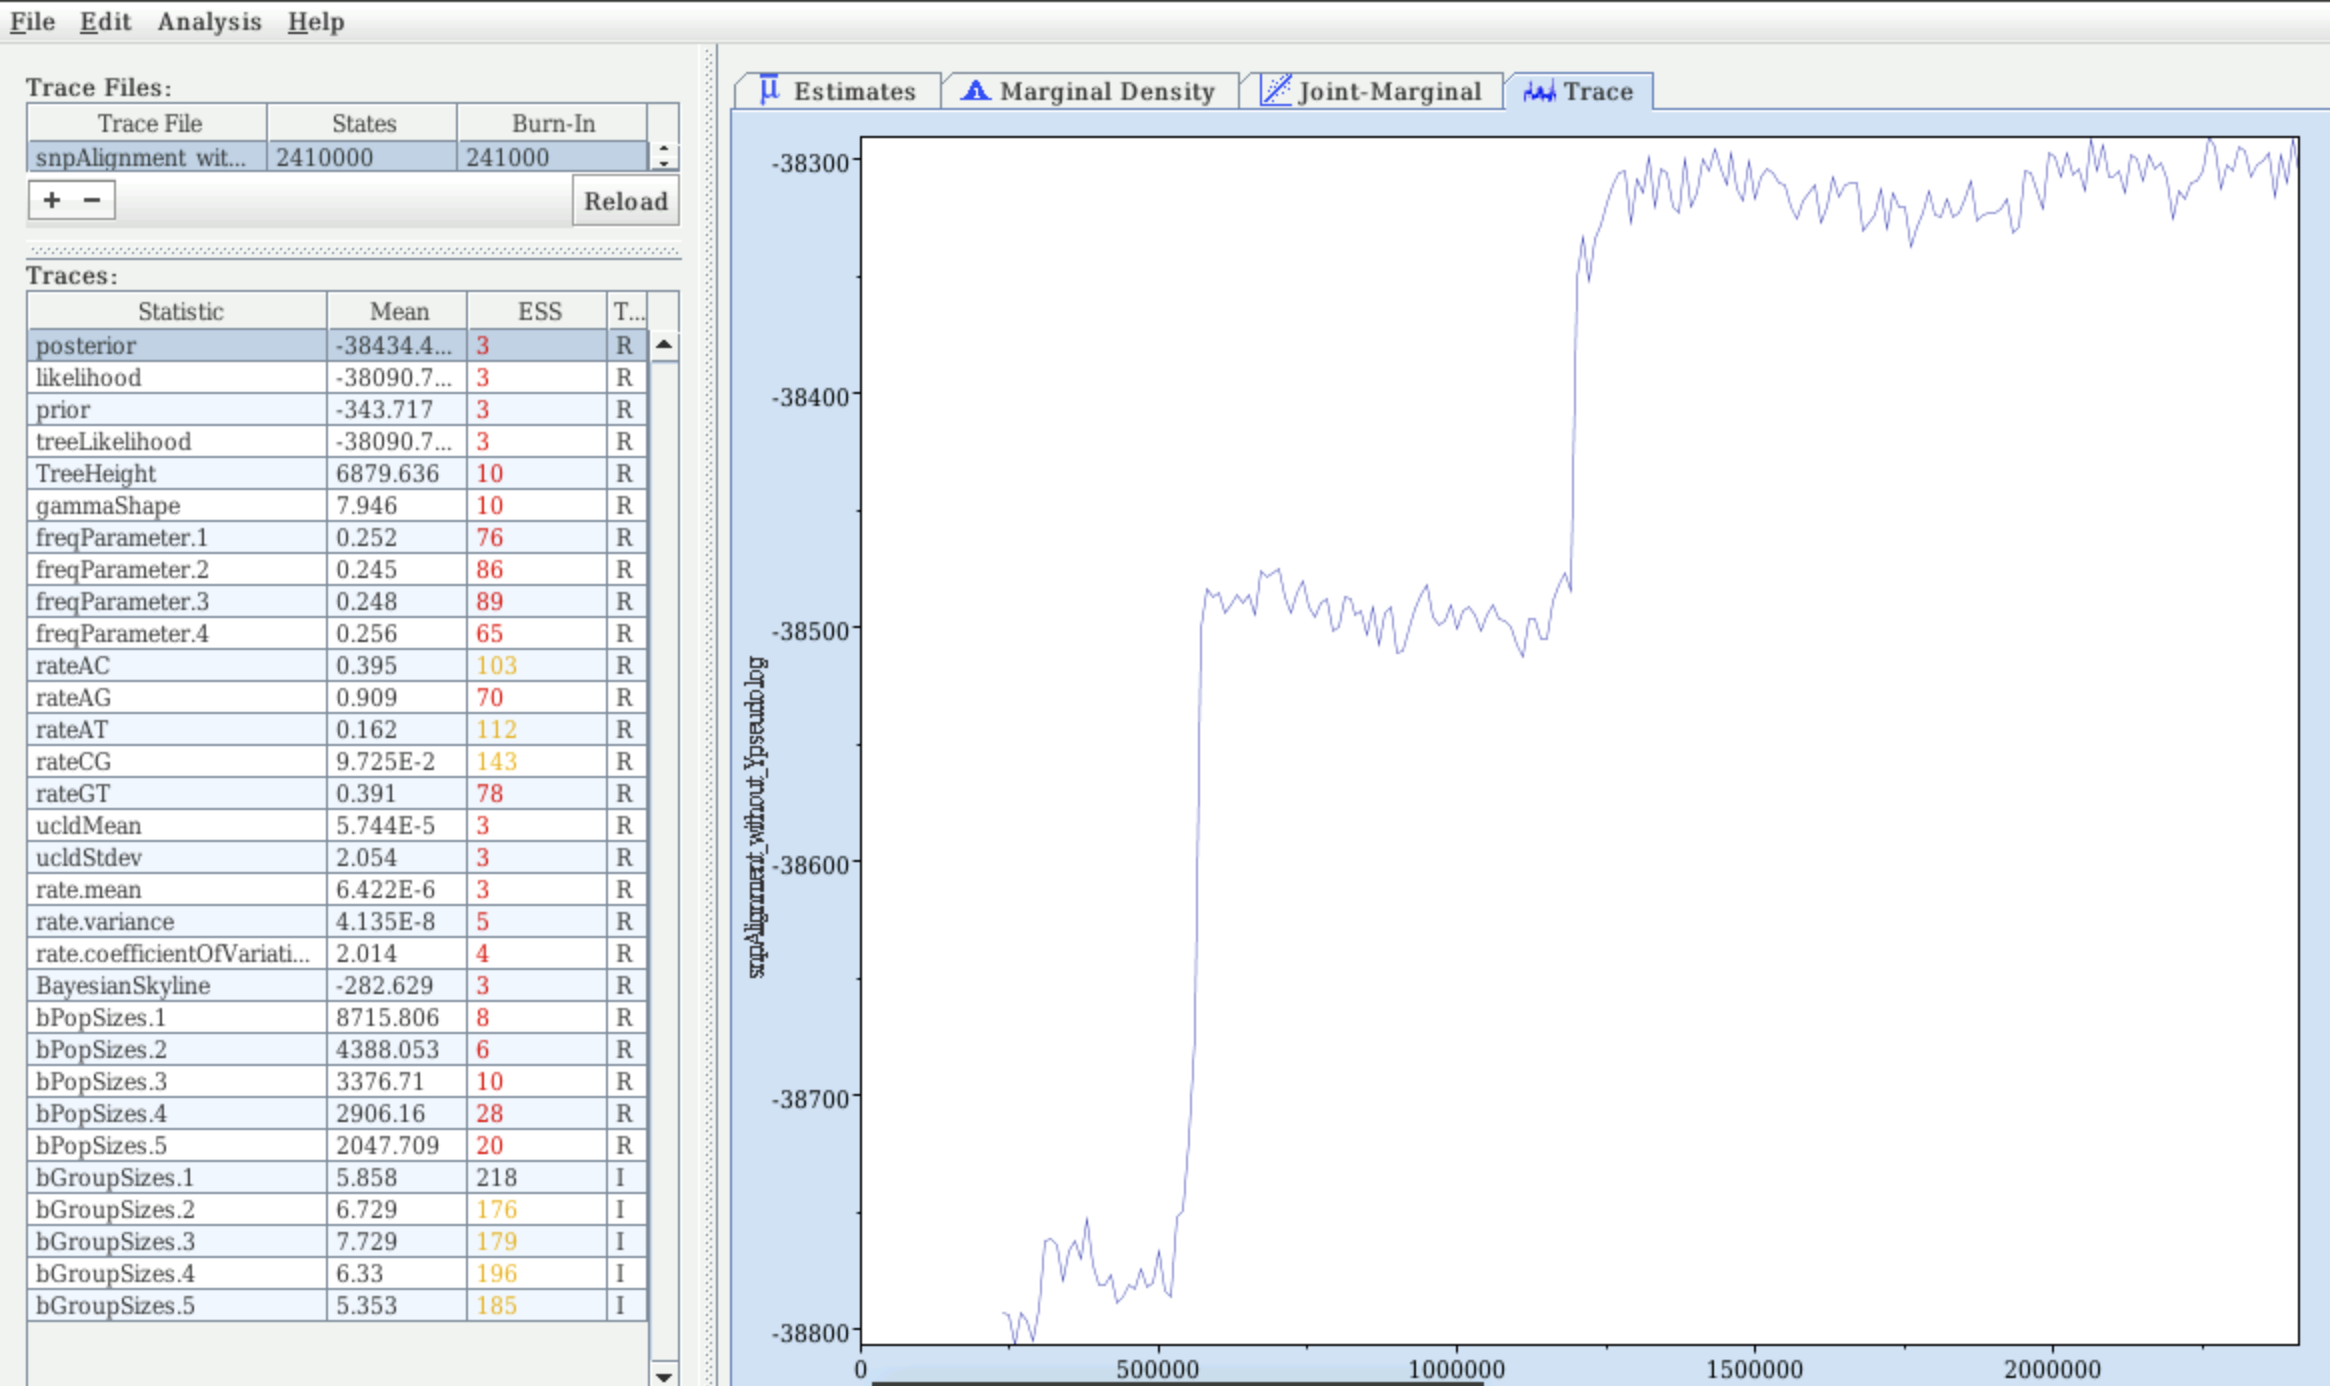 File Edit Analysis Help
Trace Files:
Trace File States Burn-In
snpAlignment wit... 2410000 241000
+ − Reload
Traces:
Statistic Mean ESS T...
posterior -38434.4... 3 R
likelihood -38090.7... 3 R
prior -343.717 3 R
treeLikelihood -38090.7... 3 R
TreeHeight 6879.636 10 R
gammaShape 7.946 10 R
freqParameter.1 0.252 76 R
freqParameter.2 0.245 86 R
freqParameter.3 0.248 89 R
freqParameter.4 0.256 65 R
rateAC 0.395 103 R
rateAG 0.909 70 R
rateAT 0.162 112 R
rateCG 9.725E-2 143 R
rateGT 0.391 78 R
ucldMean 5.744E-5 3 R
ucldStdev 2.054 3 R
rate.mean 6.422E-6 3 R
rate.variance 4.135E-8 5 R
rate.coefficientOfVariati... 2.014 4 R
BayesianSkyline -282.629 3 R
bPopSizes.1 8715.806 8 R
bPopSizes.2 4388.053 6 R
bPopSizes.3 3376.71 10 R
bPopSizes.4 2906.16 28 R
bPopSizes.5 2047.709 20 R
bGroupSizes.1 5.858 218 I
bGroupSizes.2 6.729 176 I
bGroupSizes.3 7.729 179 I
bGroupSizes.4 6.33 196 I
bGroupSizes.5 5.353 185 I
Estimates Marginal Density Joint-Marginal Trace
snpAlignment_without_Ypseudo.log
-38300
-38400
-38500
-38600
-38700
-38800
0 500000 1000000 1500000 2000000